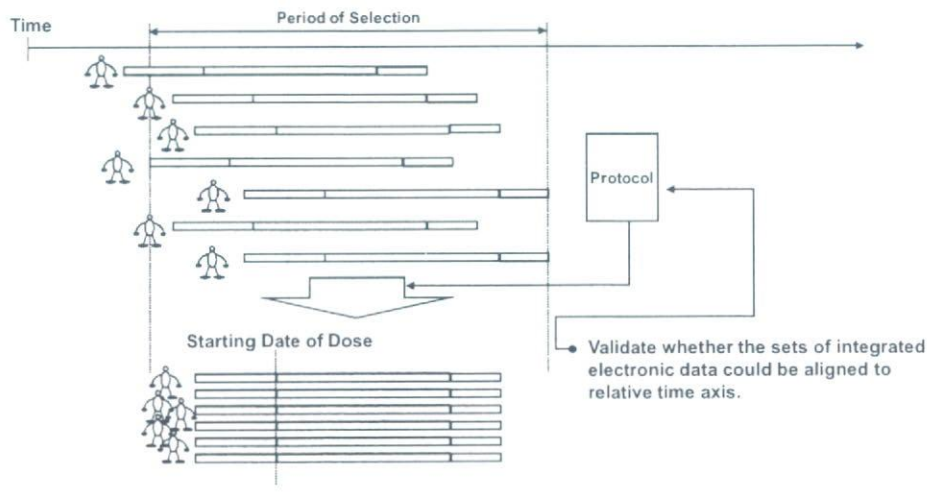 Period of Selection
Time
Protocol
Starting Date of Dose
Validate whether the sets of integrated
electronic data could be aligned to
relative time axis.